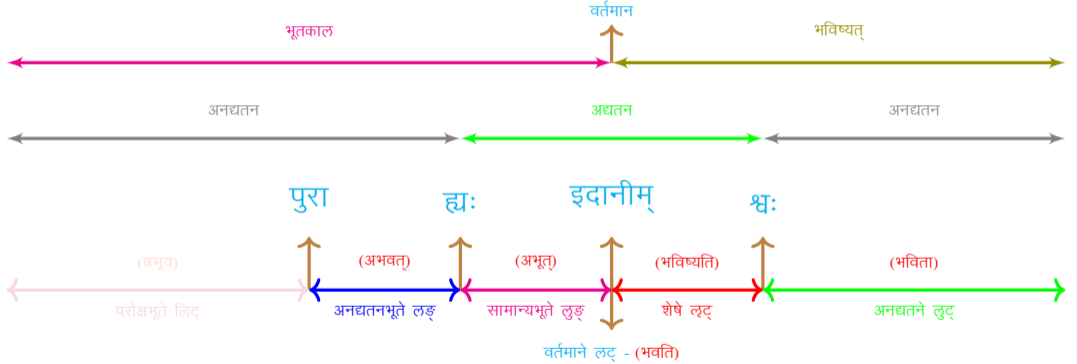 वर्तमान
भूतकाल भविष्यत्
अनद्यतन अद्यतन अनद्यतन
पुरा ह्यः इदानीम् श्वः
(बभूव) (अभवत्) (अभूत्) (भविष्यति) (भविता)
परोक्षभूते लिट् अनद्यतनभूते लङ् सामान्यभूते लुङ् शेषे लृट् अनद्यतने लुट्
वर्तमाने लट् - (भवति)